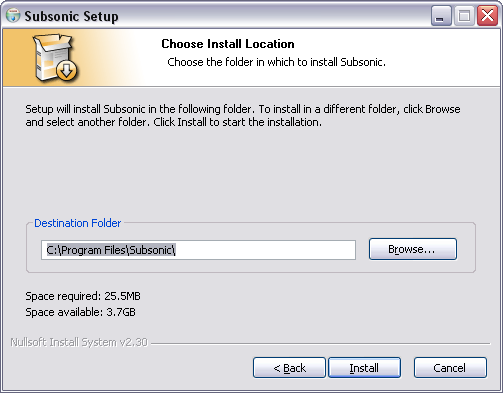 Subsonic Setup
Choose Install Location
Choose the folder in which to install Subsonic.
Setup will install Subsonic in the following folder. To install in a different folder, click Browse
and select another folder. Click Install to start the installation.
Destination Folder
C:\Program Files\Subsonic\
Browse...
Space required: 25.5MB
Space available: 3.7GB
Nullsoft Install System v2.30
< Back
Install
Cancel